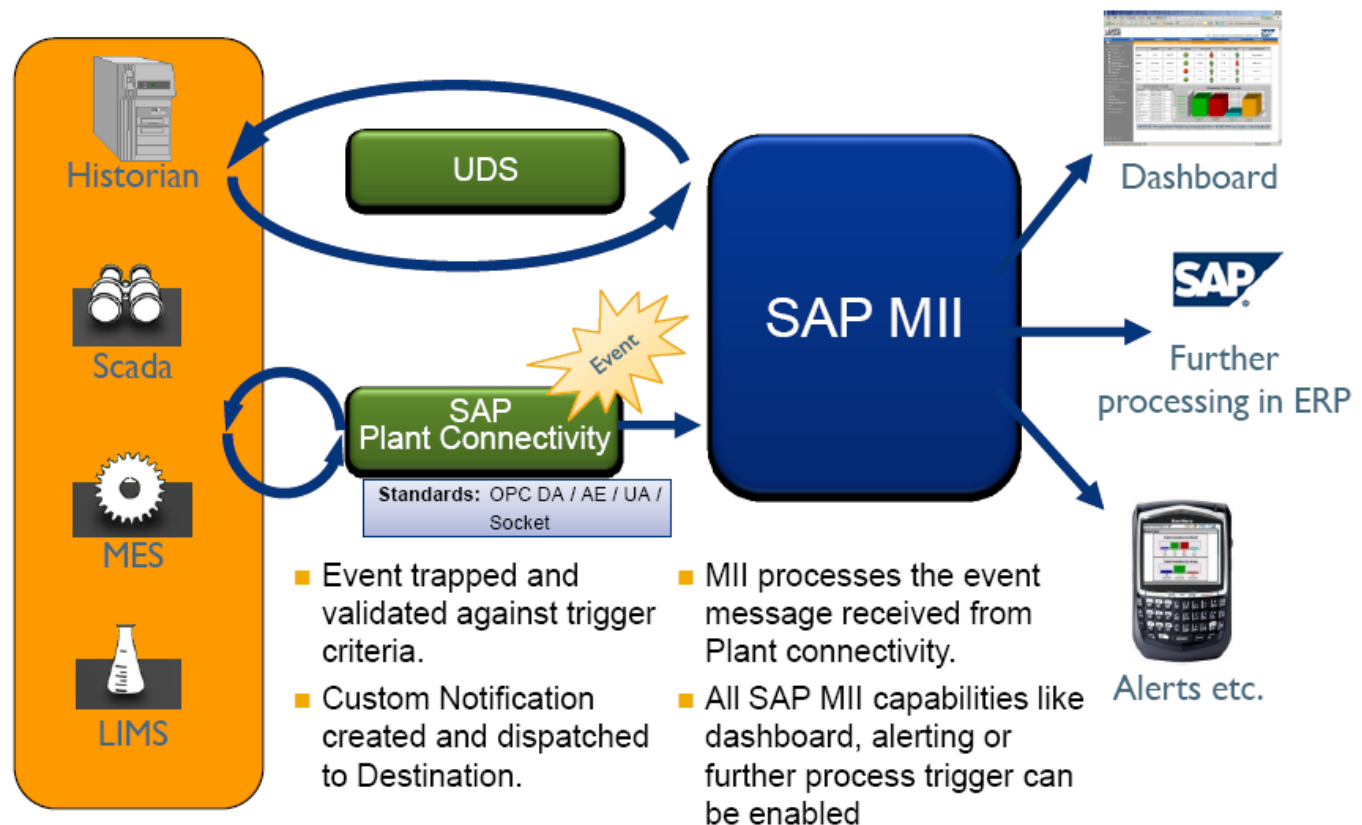 Historian
Scada
MES
LIMS
UDS
Event
SAP
Plant Connectivity
Standards: OPC DA / AE / UA /
Socket
SAP MII
Dashboard
SAP
Further
processing in ERP
Alerts etc.
Event trapped and
validated against trigger
criteria.
Custom Notification
created and dispatched
to Destination.
MII processes the event
message received from
Plant connectivity.
All SAP MII capabilities like
dashboard, alerting or
further process trigger can
be enabled